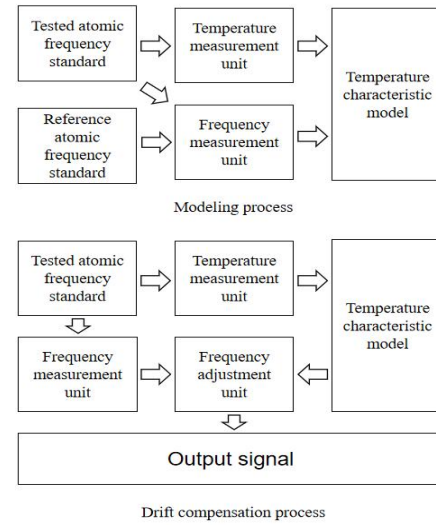 Tested atomic
frequency
standard
Temperature
measurement
unit
Temperature
characteristic
model
Reference
atomic
frequency
standard
Frequency
measurement
unit
Modeling process
Tested atomic
frequency
standard
Temperature
measurement
unit
Temperature
characteristic
model
Frequency
measurement
unit
Frequency
adjustment
unit
Output signal
Drift compensation process